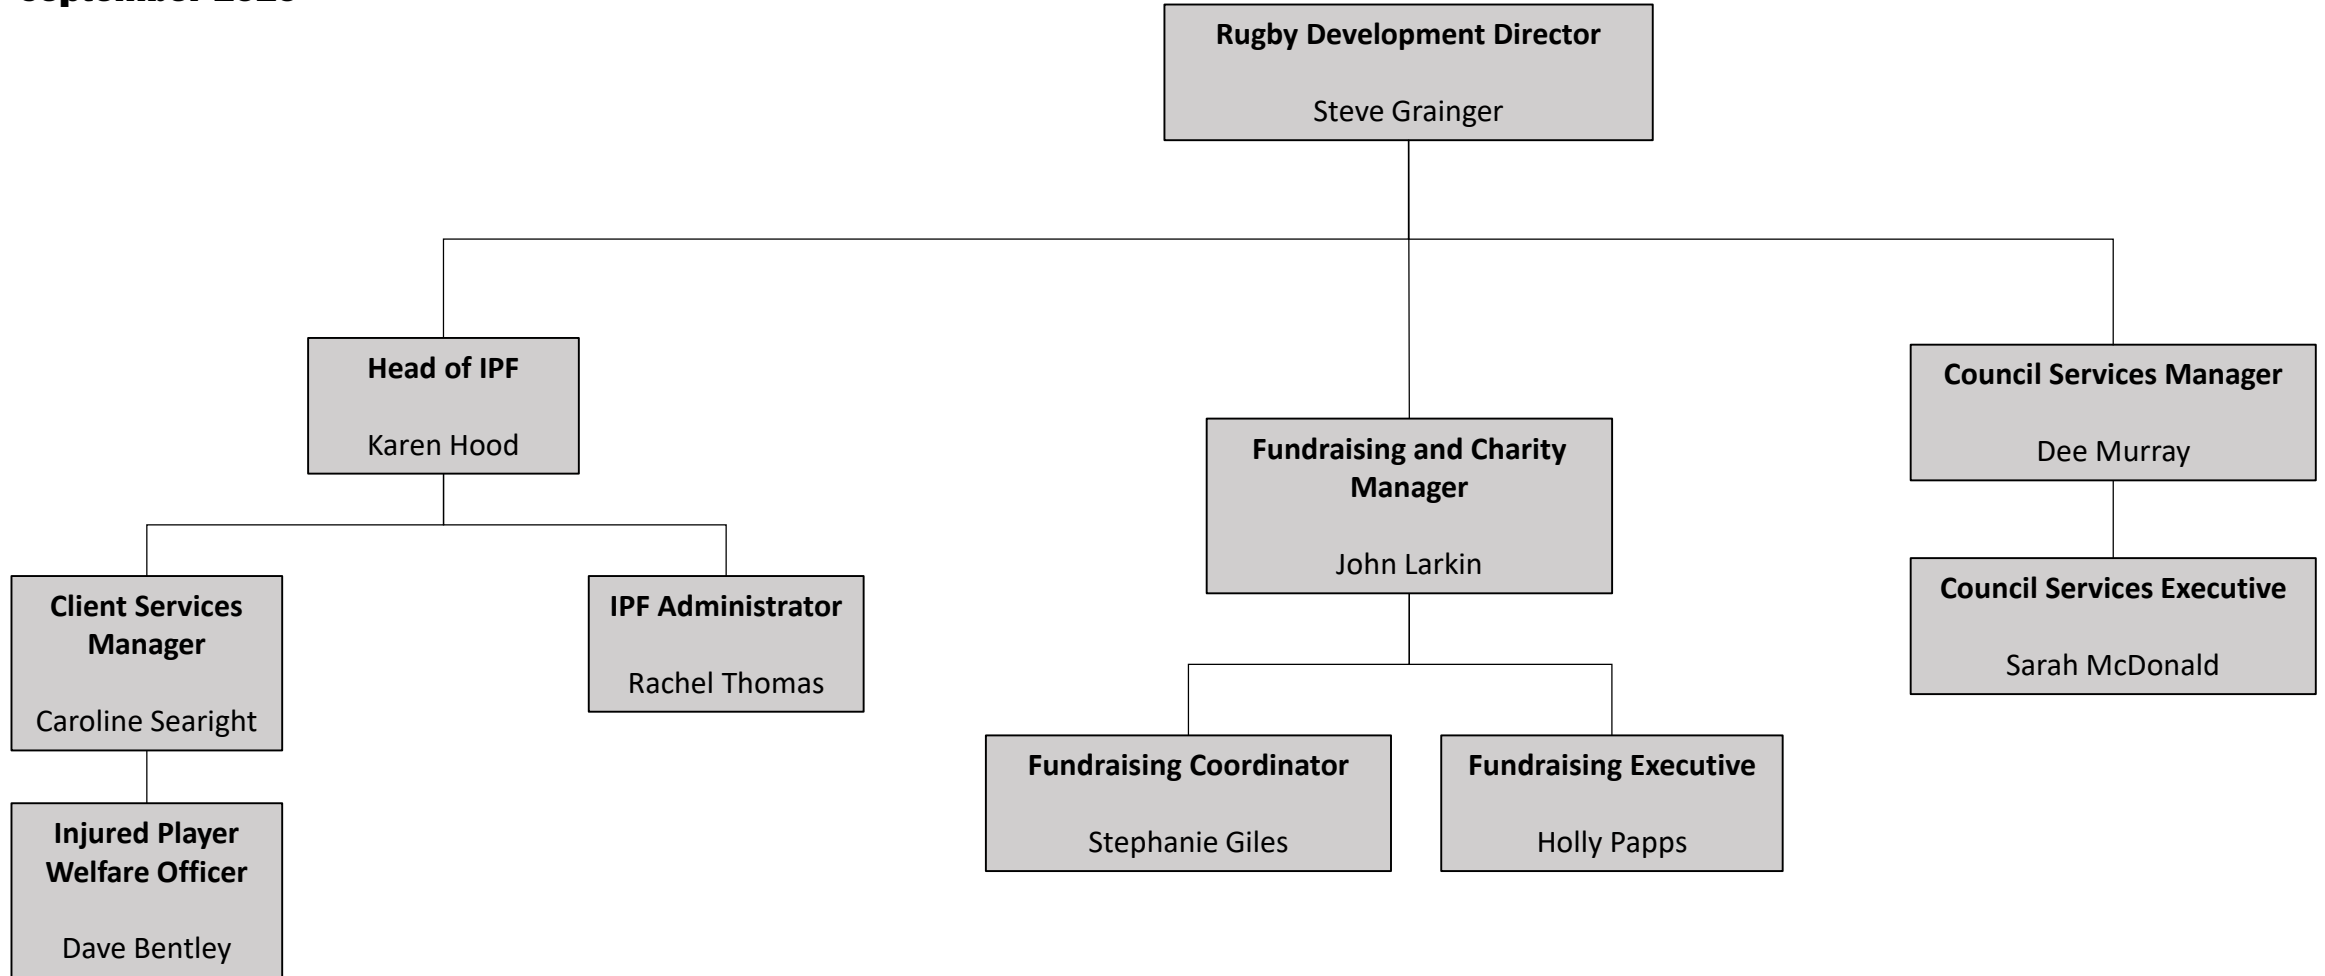 Rugby Development Director
Steve Grainger
Head of IPF
Karen Hood
Fundraising and Charity
Manager
John Larkin
Council Services Manager
Dee Murray
Client Services
Manager
Caroline Searight
IPF Administrator
Rachel Thomas
Council Services Executive
Sarah McDonald
Fundraising Coordinator
Stephanie Giles
Fundraising Executive
Holly Papps
Injured Player
Welfare Officer
Dave Bentley